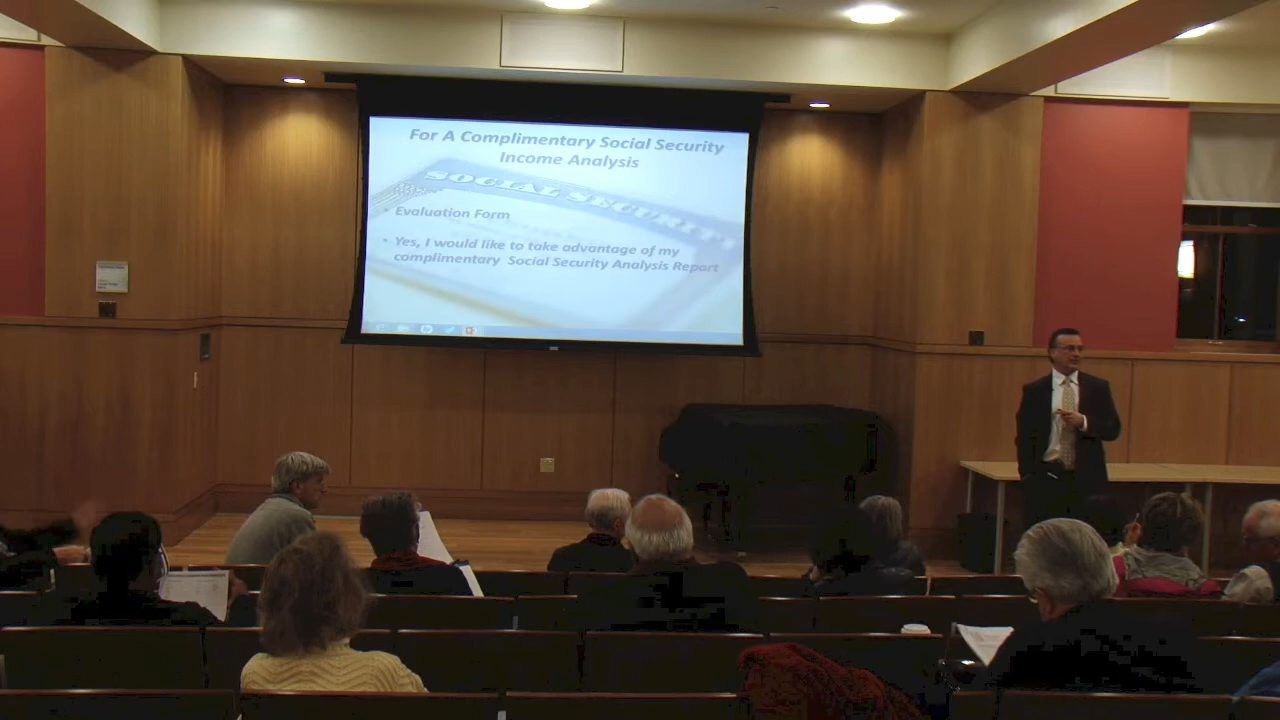 For A Complimentary Social Security
Income Analysis
SOCIAL SECURITY
• Evaluation Form
• Yes, I would like to take advantage of my
complimentary Social Security Analysis Report